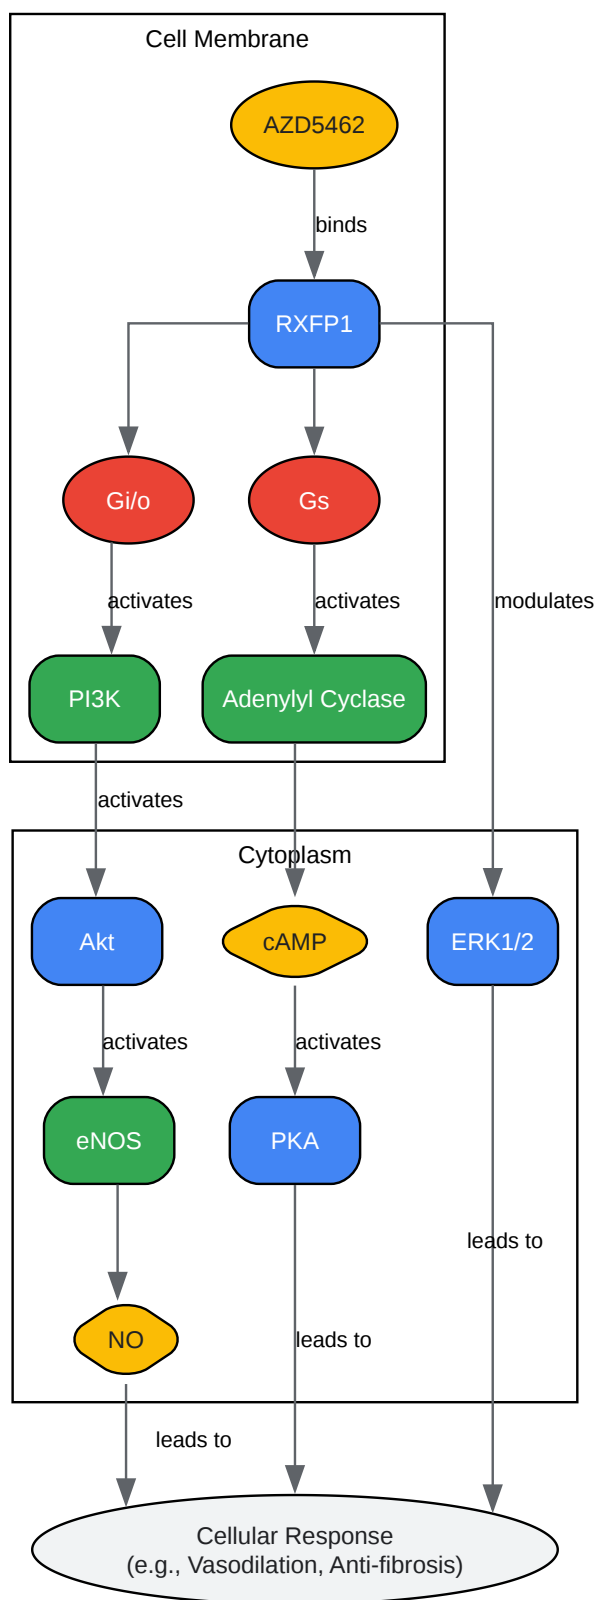 Cell Membrane
AZD5462
binds
RXFP1
Gi/o
Gs
activates
activates
modulates
PI3K
Adenylyl Cyclase
activates
Cytoplasm
Akt
cAMP
ERK1/2
activates
activates
eNOS
PKA
leads to
NO
leads to
leads to
Cellular Response
(e.g., Vasodilation, Anti-fibrosis)